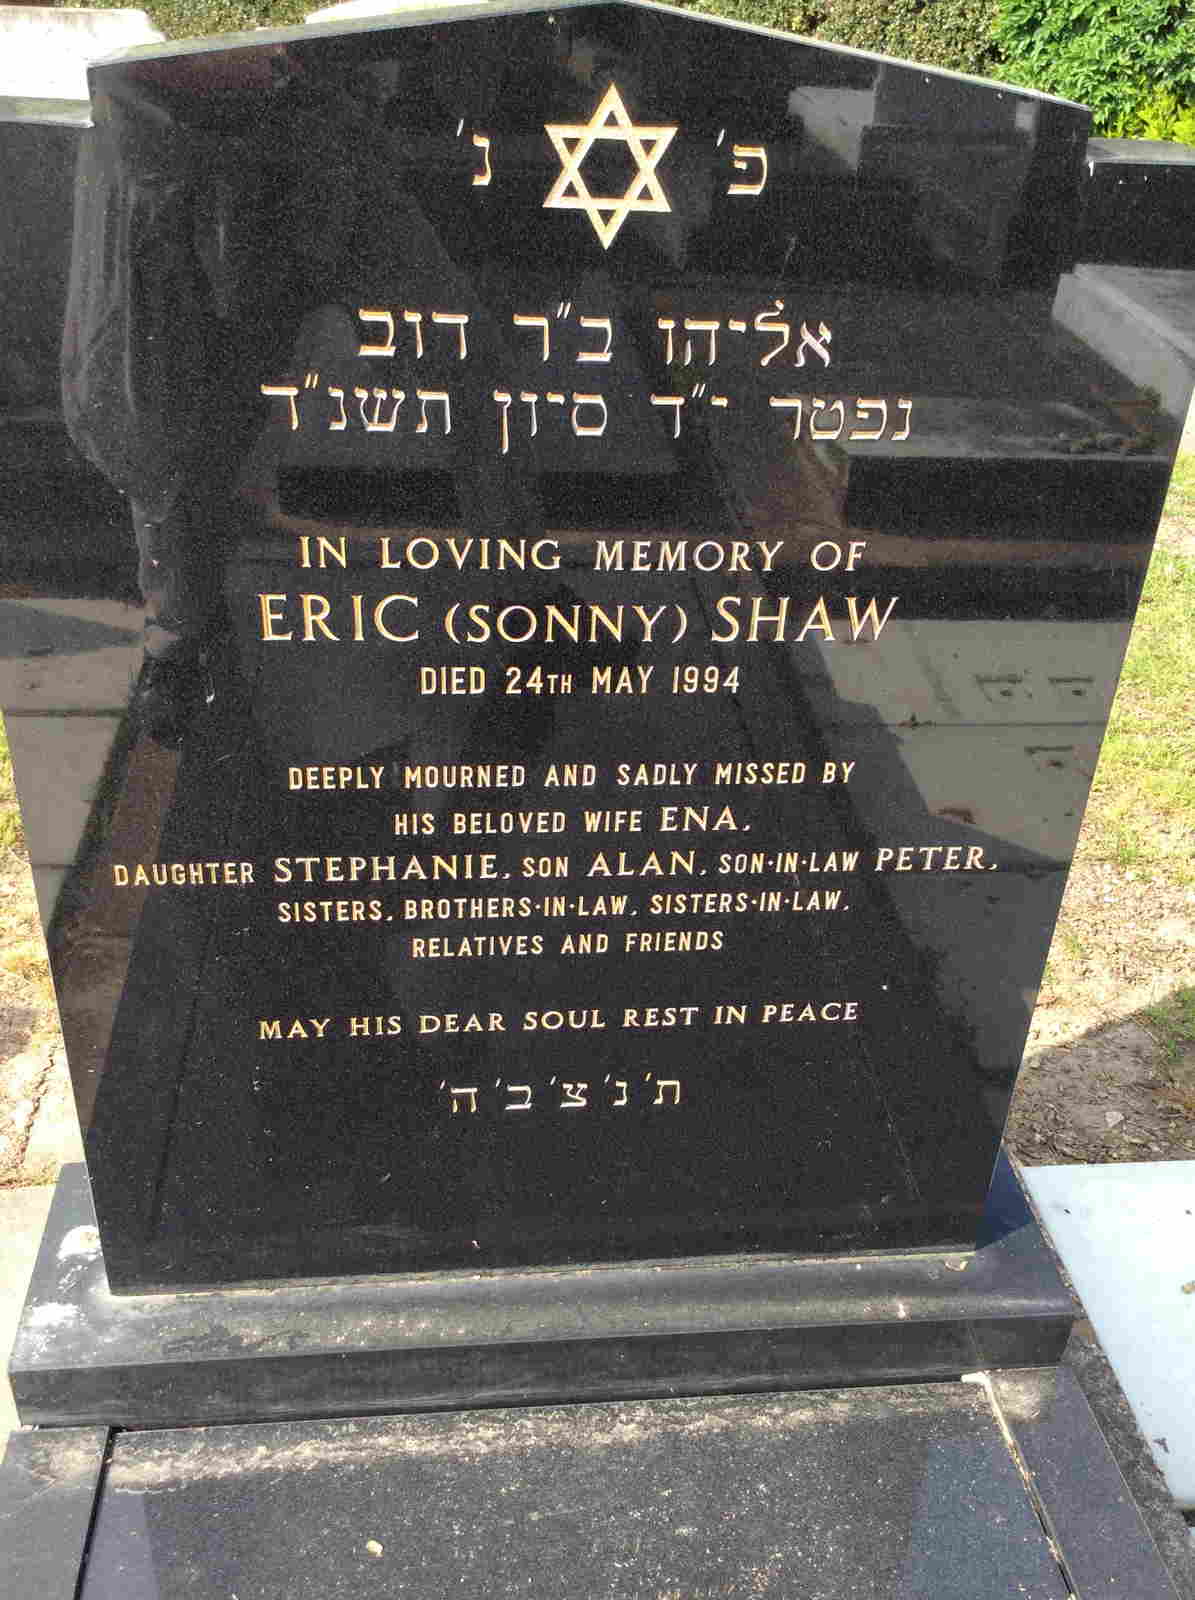 פ' נ'
אליהו ב"ר דוב
נפטר י"ד סיון תשנ"ד
IN LOVING MEMORY OF
ERIC (SONNY) SHAW
DIED 24TH MAY 1994
DEEPLY MOURNED AND SADLY MISSED BY
HIS BELOVED WIFE ENA,
DAUGHTER STEPHANIE, SON ALAN, SON-IN-LAW PETER,
SISTERS, BROTHERS-IN-LAW, SISTERS-IN-LAW,
RELATIVES AND FRIENDS
MAY HIS DEAR SOUL REST IN PEACE
ת' נ' צ' ב' ה'